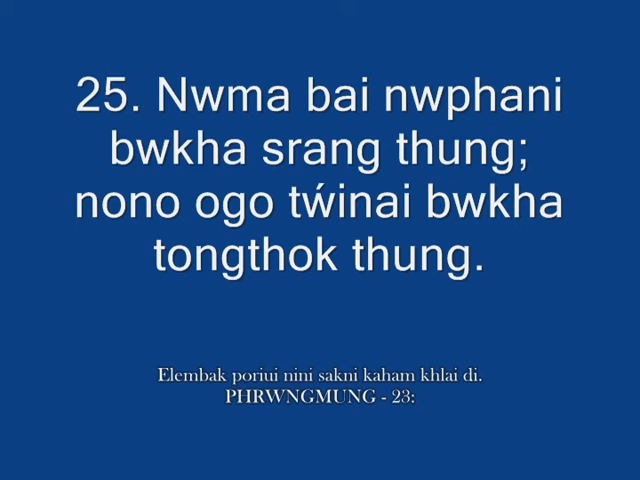 25. Nwma bai nwphani
bwkha srang thung;
nono ogo tẃinai bwkha
tongthok thung.
Elembak poriui nini sakni kaham khlai di.
PHRWNGMUNG - 23: